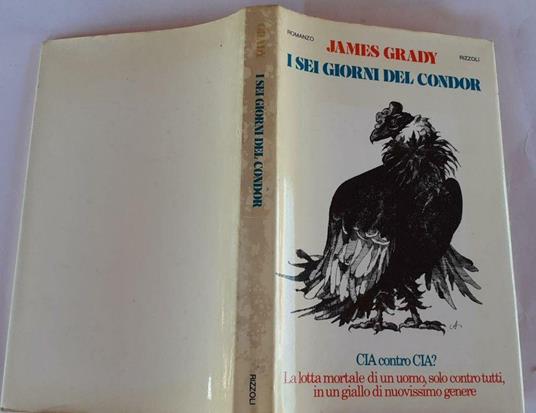 ROMANZO
JAMES GRADY
RIZZOLI
I SEI GIORNI DEL CONDOR
CIA contro CIA?
La lotta mortale di un uomo, solo contro tutti,
in un giallo di nuovissimo genere
GRADY
I SEI GIORNI DEL CONDOR
RIZZOLI